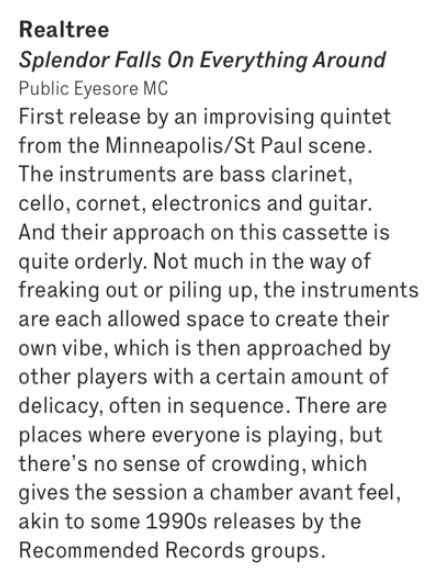 Realtree
Splendor Falls On Everything Around
Public Eyesore MC
First release by an improvising quintet
from the Minneapolis/St Paul scene.
The instruments are bass clarinet,
cello, cornet, electronics and guitar.
And their approach on this cassette is
quite orderly. Not much in the way of
freaking out or piling up, the instruments
are each allowed space to create their
own vibe, which is then approached by
other players with a certain amount of
delicacy, often in sequence. There are
places where everyone is playing, but
there’s no sense of crowding, which
gives the session a chamber avant feel,
akin to some 1990s releases by the
Recommended Records groups.